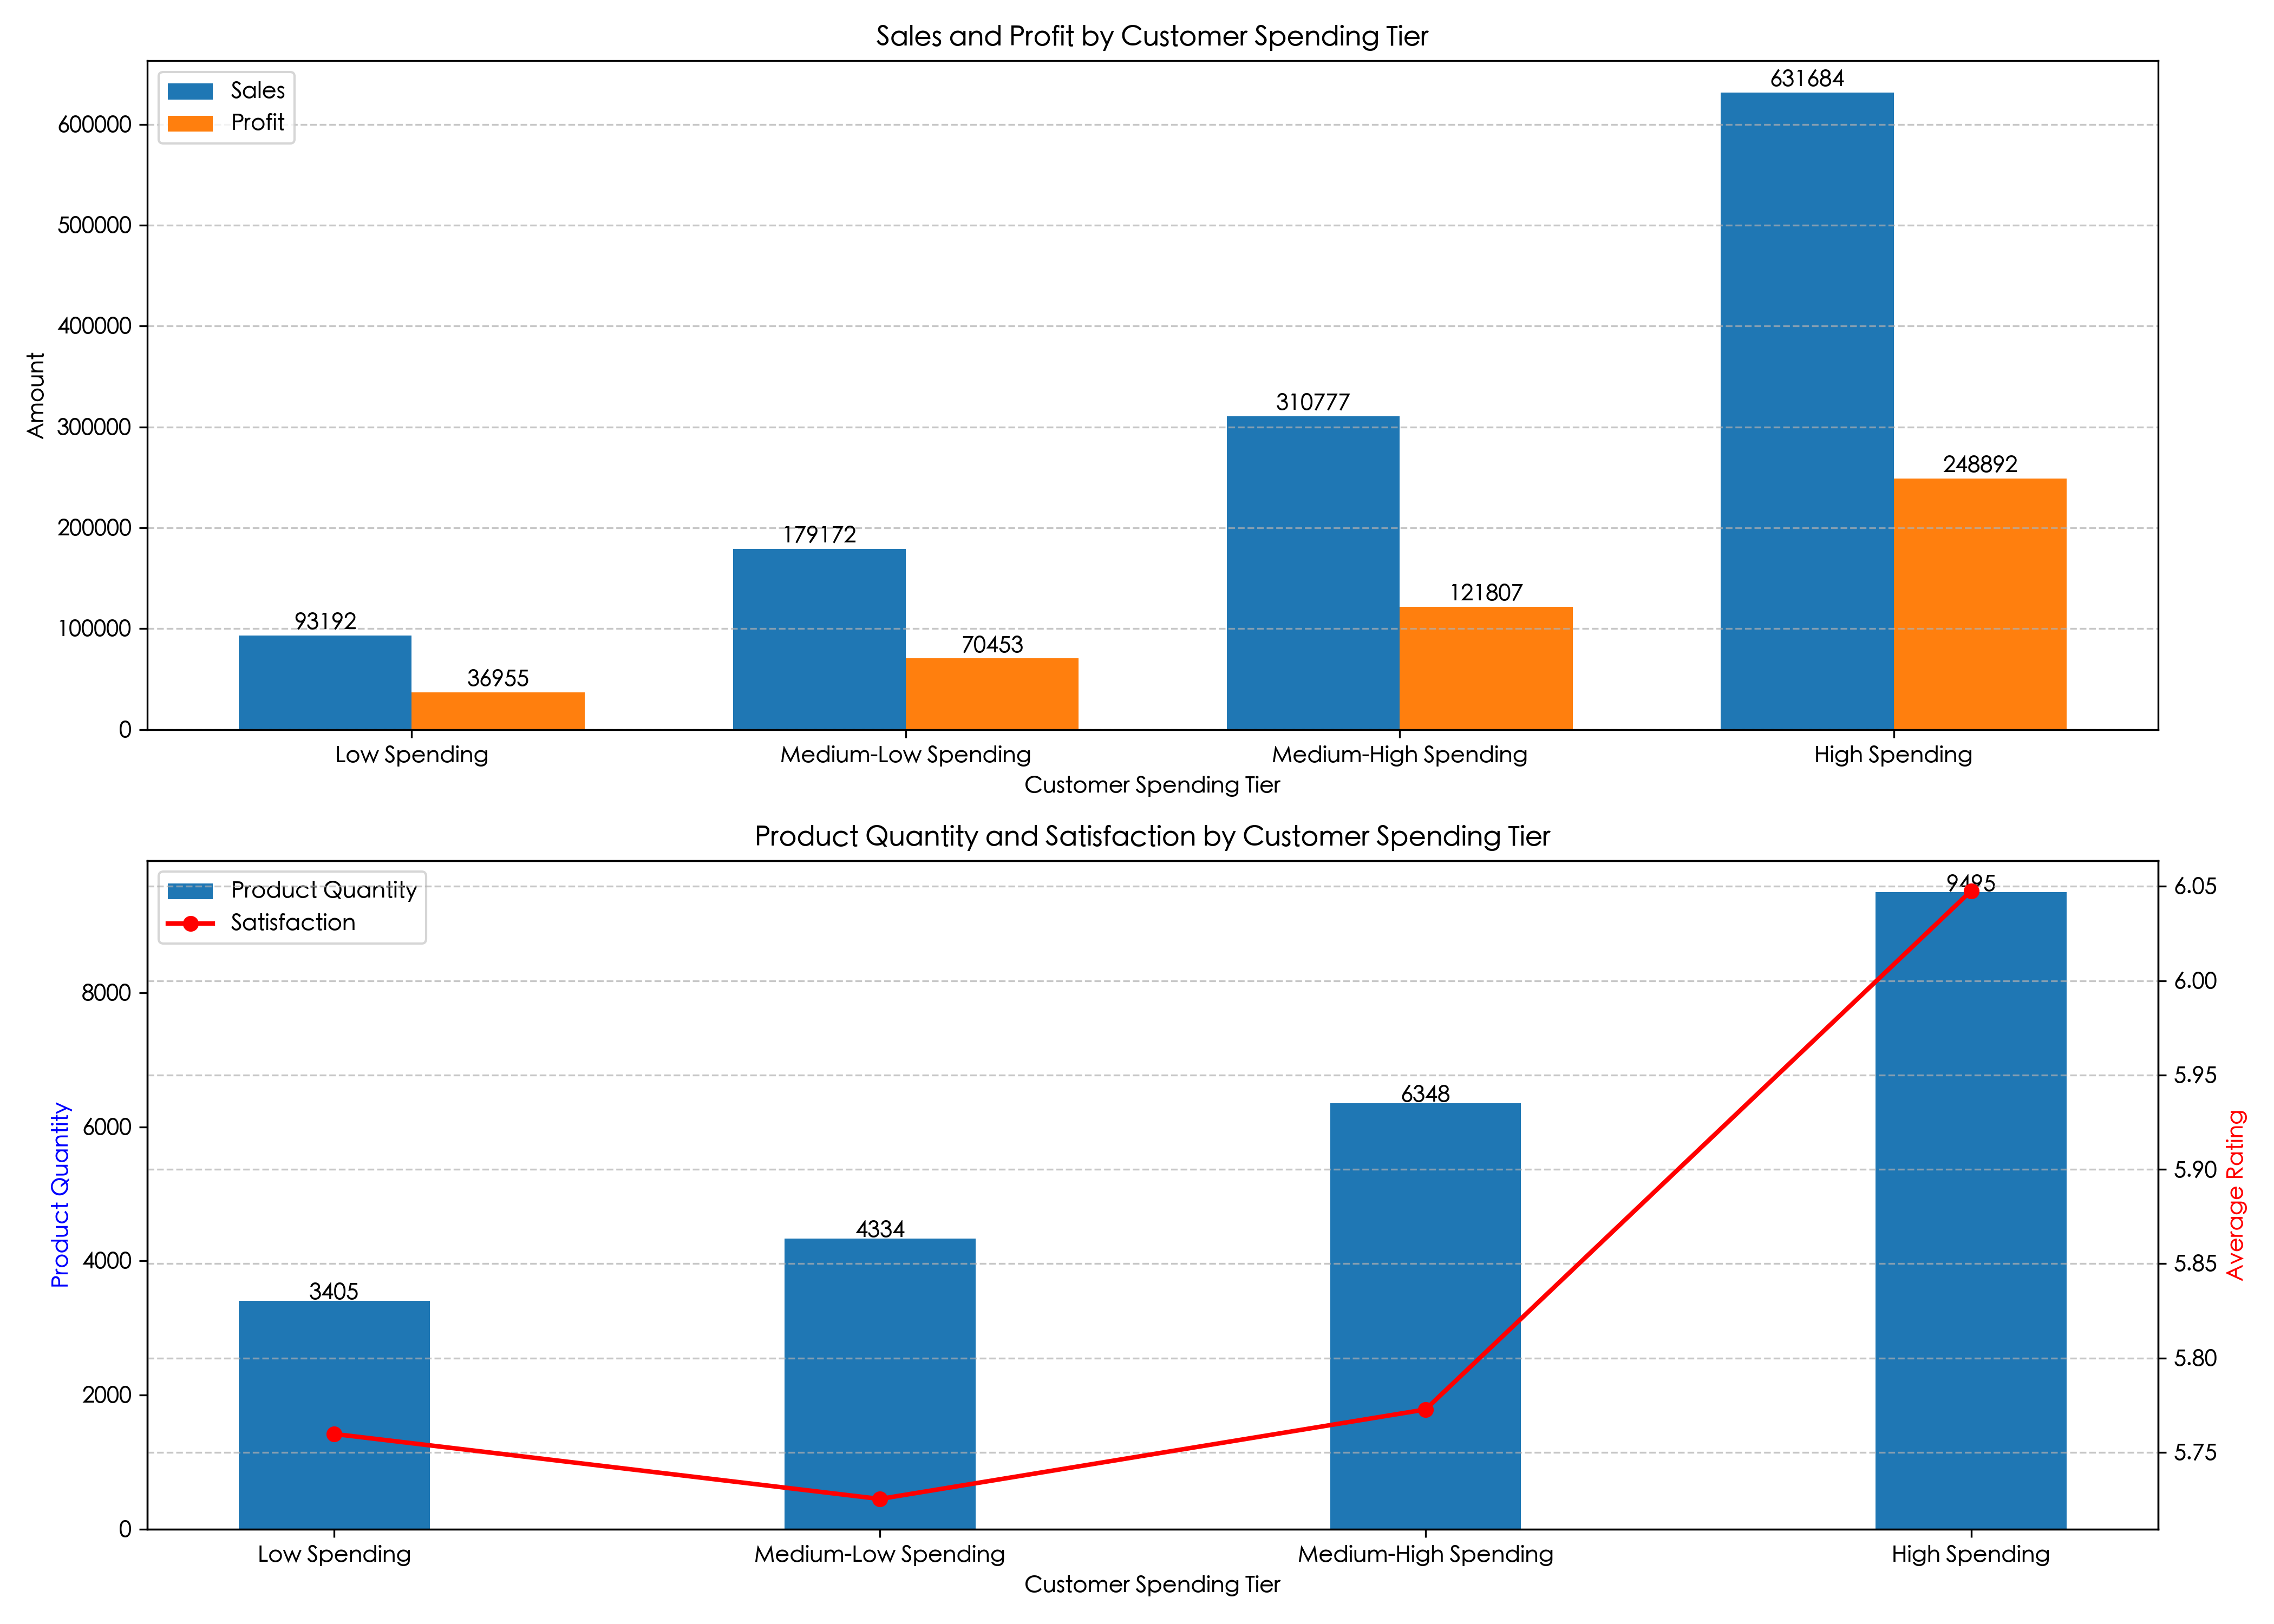 Sales and Profit by Customer Spending Tier
Sales
Profit
Amount
600000
500000
400000
300000
200000
100000
0
93192
36955
179172
70453
310777
121807
631684
248892
Low Spending
Medium-Low Spending
Medium-High Spending
High Spending
Customer Spending Tier
Product Quantity and Satisfaction by Customer Spending Tier
Product Quantity
Satisfaction
Product Quantity
8000
6000
4000
2000
0
3405
4334
6348
9495
6.05
6.00
5.95
5.90
5.85
5.80
5.75
Average Rating
Low Spending
Medium-Low Spending
Medium-High Spending
High Spending
Customer Spending Tier